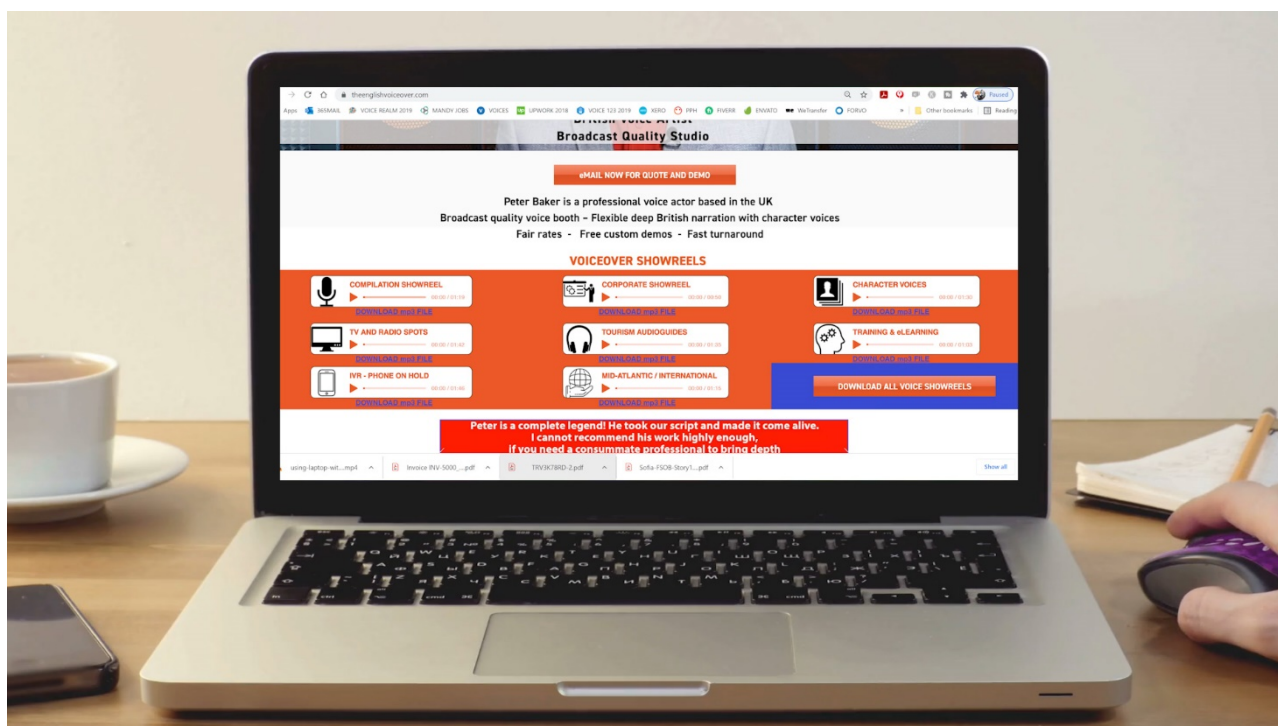 theenglishvoiceover.com
Paused
Apps 365MAIL VOICE REALM 2019 MANDY JOBS VOICES UPWORK 2018 VOICE 123 2019 XERO PPH FIVERR ENVATO WeTransfer FORVO Other bookmarks Reading
British Voice Artist
Broadcast Quality Studio
eMAIL NOW FOR QUOTE AND DEMO
Peter Baker is a professional voice actor based in the UK
Broadcast quality voice booth – Flexible deep British narration with character voices
Fair rates - Free custom demos - Fast turnaround
VOICEOVER SHOWREELS
COMPILATION SHOWREEL
DOWNLOAD mp3 FILE
CORPORATE SHOWREEL
DOWNLOAD mp3 FILE
CHARACTER VOICES
00:00 / 01:00
DOWNLOAD mp3 FILE
TV AND RADIO SPOTS
DOWNLOAD mp3 FILE
TOURISM AUDIOGUIDES
DOWNLOAD mp3 FILE
TRAINING & eLEARNING
DOWNLOAD mp3 FILE
IVR - PHONE ON HOLD
DOWNLOAD mp3 FILE
MID-ATLANTIC / INTERNATIONAL
DOWNLOAD mp3 FILE
DOWNLOAD ALL VOICE SHOWREELS
Peter is a complete legend! He took our script and made it come alive.
I cannot recommend his work highly enough,
if you need a consummate professional to bring depth
using-laptop-wit....mp4 Invoice INV-5000_....pdf TRV3K78RD-2.pdf Sofia-FSOB-Story1....pdf Show all